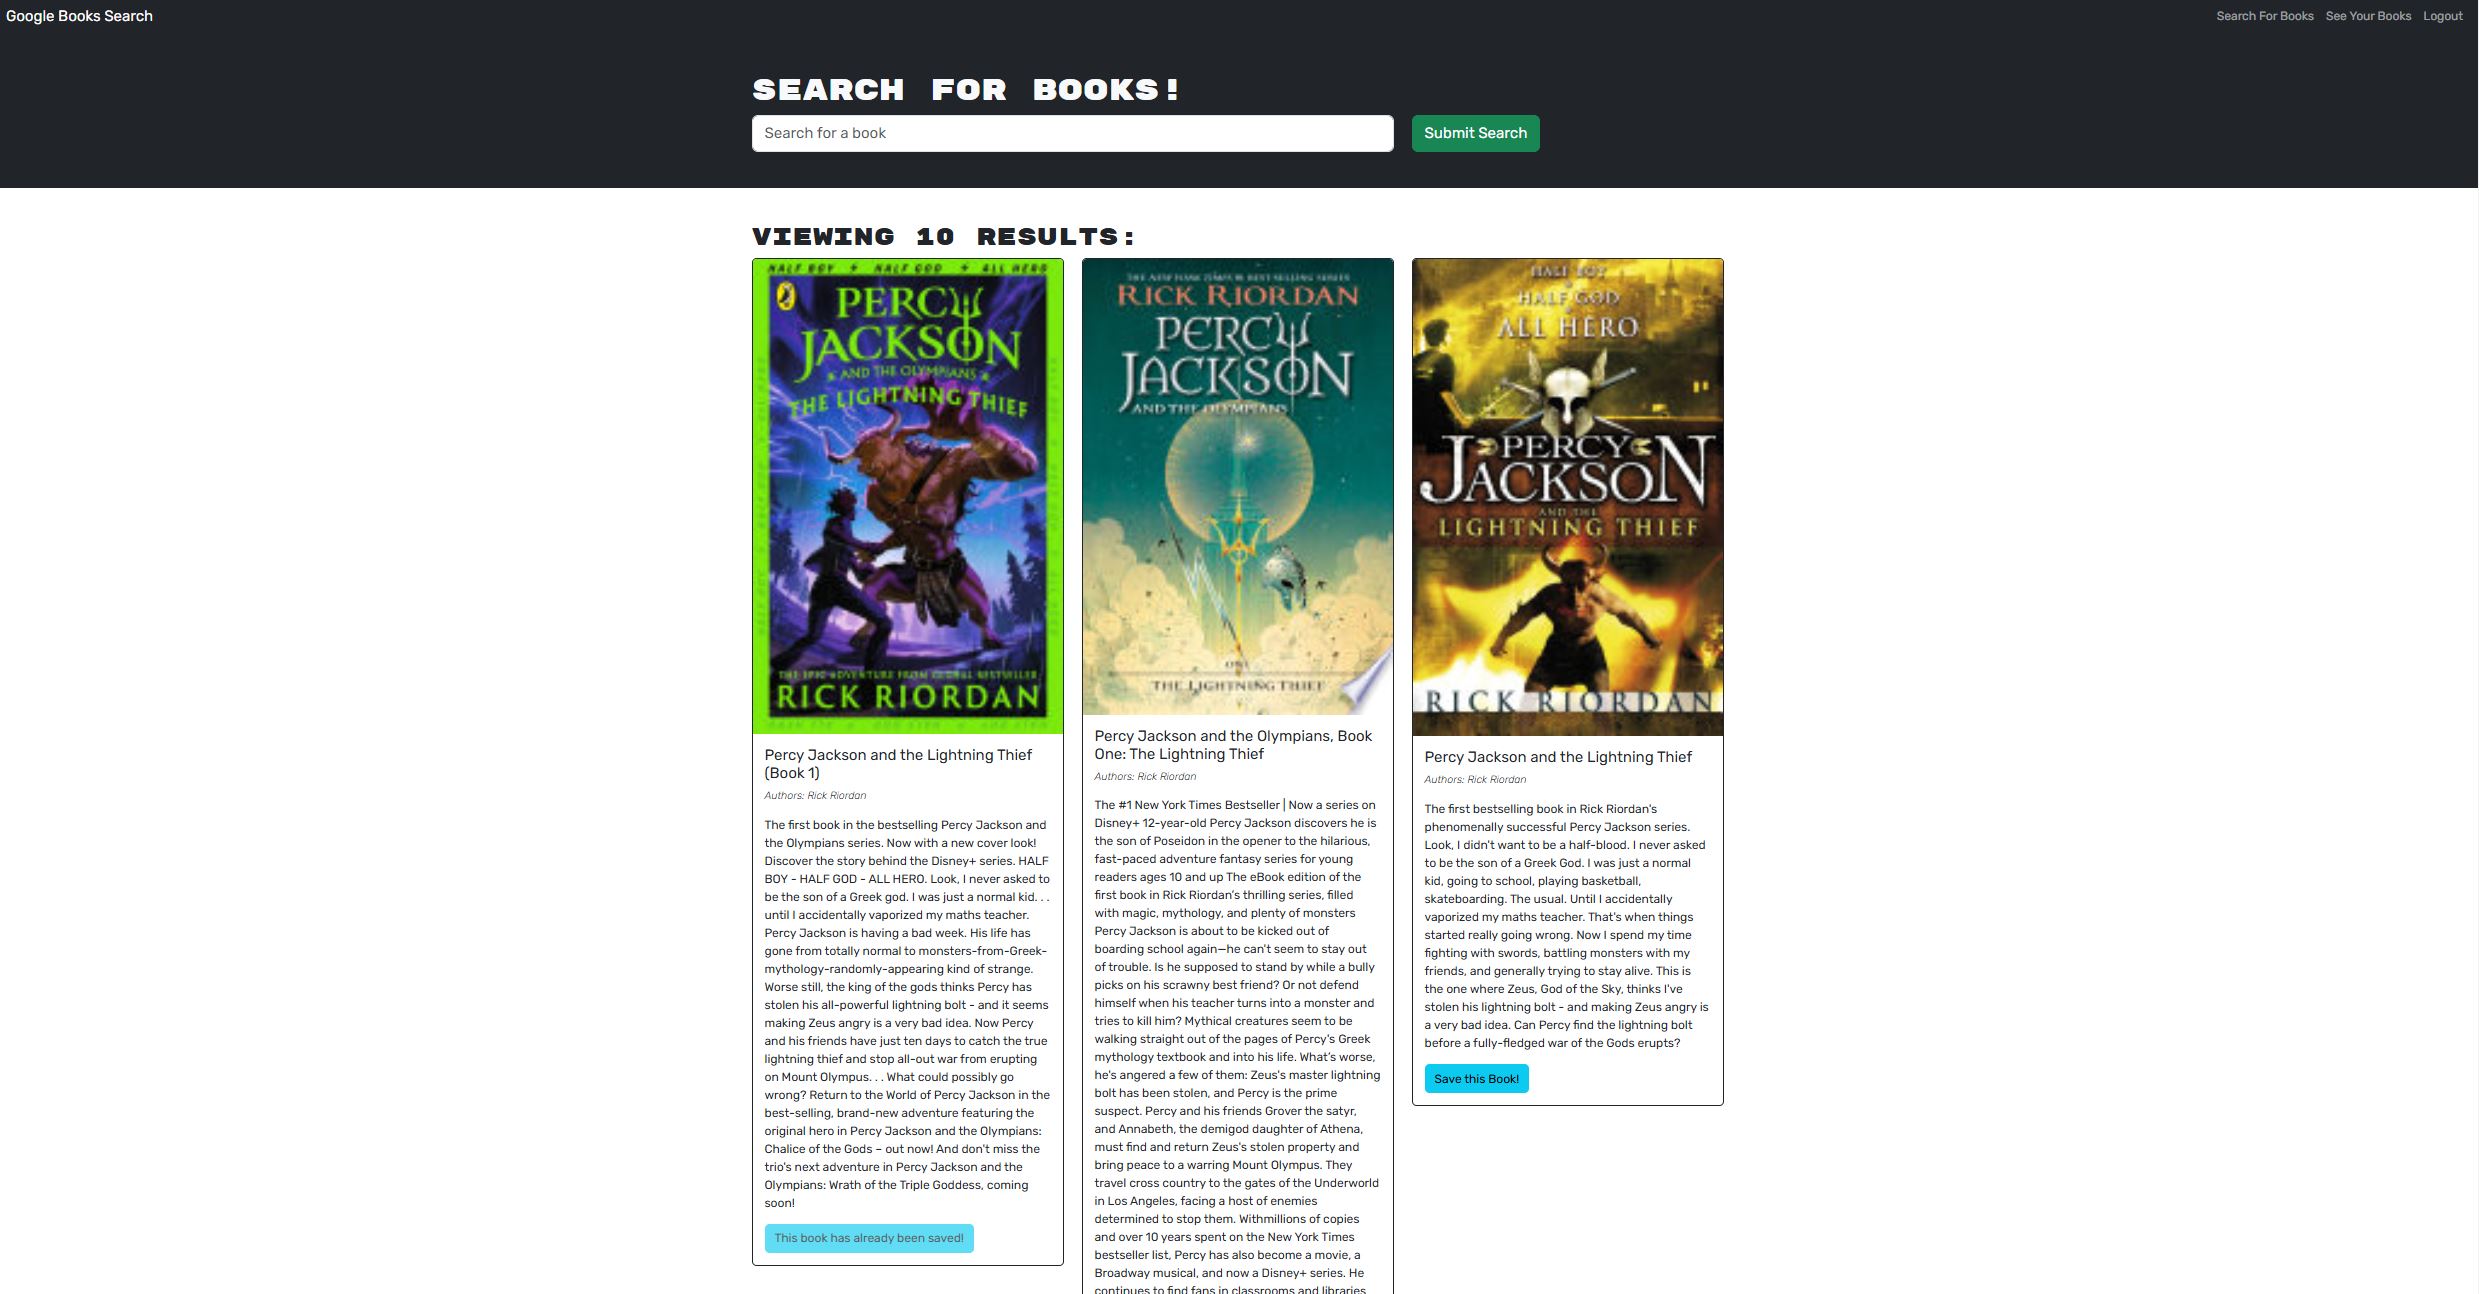 Google Books Search
Search For Books
See Your Books
Logout
SEARCH FOR BOOKS!
Search for a book
Submit Search
VIEWING 10 RESULTS:
HALF BOY + HALF GOD + ALL HERO
PERCY
JACKSON
AND THE OLYMPIANS
THE LIGHTNING THIEF
THE EPIC ADVENTURE FROM GLOBAL BESTSELLER
RICK RIORDAN
Percy Jackson and the Lightning Thief
(Book 1)
Authors: Rick Riordan
The first book in the bestselling Percy Jackson and
the Olympians series. Now with a new cover look!
Discover the story behind the Disney+ series. HALF
BOY - HALF GOD - ALL HERO. Look, I never asked to
be the son of a Greek god. I was just a normal kid. . .
until I accidentally vaporized my maths teacher.
Percy Jackson is having a bad week. His life has
gone from totally normal to monsters-from-Greek-
mythology-randomly-appearing kind of strange.
Worse still, the king of the gods thinks Percy has
stolen his all-powerful lightning bolt - and it seems
making Zeus angry is a very bad idea. Now Percy
and his friends have just ten days to catch the true
lightning thief and stop all-out war from erupting
on Mount Olympus. . . What could possibly go
wrong? Return to the World of Percy Jackson in the
best-selling, brand-new adventure featuring the
original hero in Percy Jackson and the Olympians:
Chalice of the Gods – out now! And don't miss the
trio's next adventure in Percy Jackson and the
Olympians: Wrath of the Triple Goddess, coming
soon!
This book has already been saved!
THE NEW YORK TIMES BEST-SELLING SERIES
RICK RIORDAN
PERCY
JACKSON
AND THE OLYMPIANS
ONE
THE LIGHTNING THIEF
Percy Jackson and the Olympians, Book
One: The Lightning Thief
Authors: Rick Riordan
The #1 New York Times Bestseller | Now a series on
Disney+ 12-year-old Percy Jackson discovers he is
the son of Poseidon in the opener to the hilarious,
fast-paced adventure fantasy series for young
readers ages 10 and up The eBook edition of the
first book in Rick Riordan’s thrilling series, filled
with magic, mythology, and plenty of monsters
Percy Jackson is about to be kicked out of
boarding school again—he can’t seem to stay out
of trouble. Is he supposed to stand by while a bully
picks on his scrawny best friend? Or not defend
himself when his teacher turns into a monster and
tries to kill him? Mythical creatures seem to be
walking straight out of the pages of Percy's Greek
mythology textbook and into his life. What’s worse,
he's angered a few of them: Zeus's master lightning
bolt has been stolen, and Percy is the prime
suspect. Percy and his friends Grover the satyr,
and Annabeth, the demigod daughter of Athena,
must find and return Zeus's stolen property and
bring peace to a warring Mount Olympus. They
travel cross country to the gates of the Underworld
in Los Angeles, facing a host of enemies
determined to stop them. Withmillions of copies
and over 10 years spent on the New York Times
bestseller list, Percy has also become a movie, a
Broadway musical, and now a Disney+ series. He
continues to find fans in classrooms and libraries
HALF BOY
HALF GOD
ALL HERO
PERCY
JACKSON
AND THE
LIGHTNING THIEF
RICK RIORDAN
Percy Jackson and the Lightning Thief
Authors: Rick Riordan
The first bestselling book in Rick Riordan's
phenomenally successful Percy Jackson series.
Look, I didn't want to be a half-blood. I never asked
to be the son of a Greek God. I was just a normal
kid, going to school, playing basketball,
skateboarding. The usual. Until I accidentally
vaporized my maths teacher. That's when things
started really going wrong. Now I spend my time
fighting with swords, battling monsters with my
friends, and generally trying to stay alive. This is
the one where Zeus, God of the Sky, thinks I've
stolen his lightning bolt - and making Zeus angry is
a very bad idea. Can Percy find the lightning bolt
before a fully-fledged war of the Gods erupts?
Save this Book!